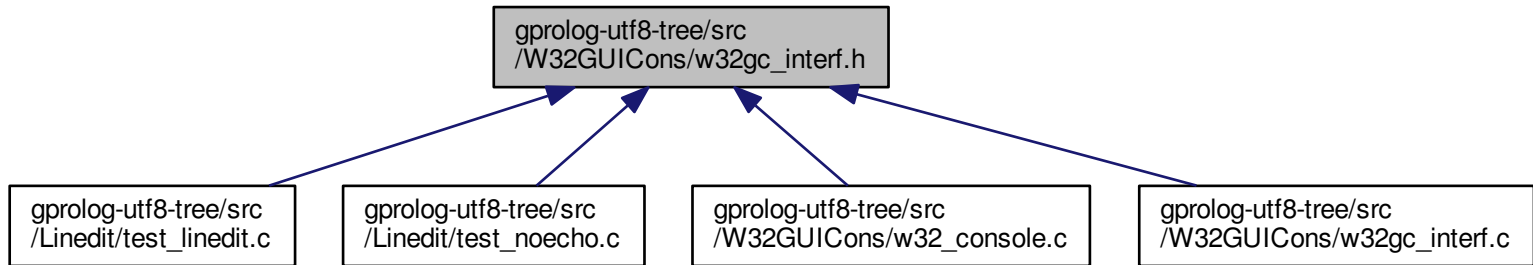 gprolog-utf8-tree/src
/W32GUICons/w32gc_interf.h
gprolog-utf8-tree/src
/Linedit/test_linedit.c
gprolog-utf8-tree/src
/Linedit/test_noecho.c
gprolog-utf8-tree/src
/W32GUICons/w32_console.c
gprolog-utf8-tree/src
/W32GUICons/w32gc_interf.c